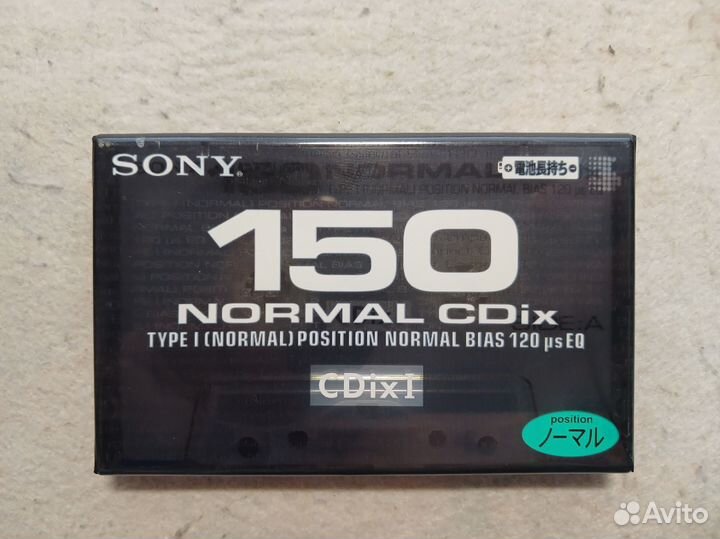 SONY
+電池長持ち-
150
NORMAL CDix
TYPE I (NORMAL) POSITION NORMAL BIAS 120 µs EQ
CDixI
position
ノーマル
Avito